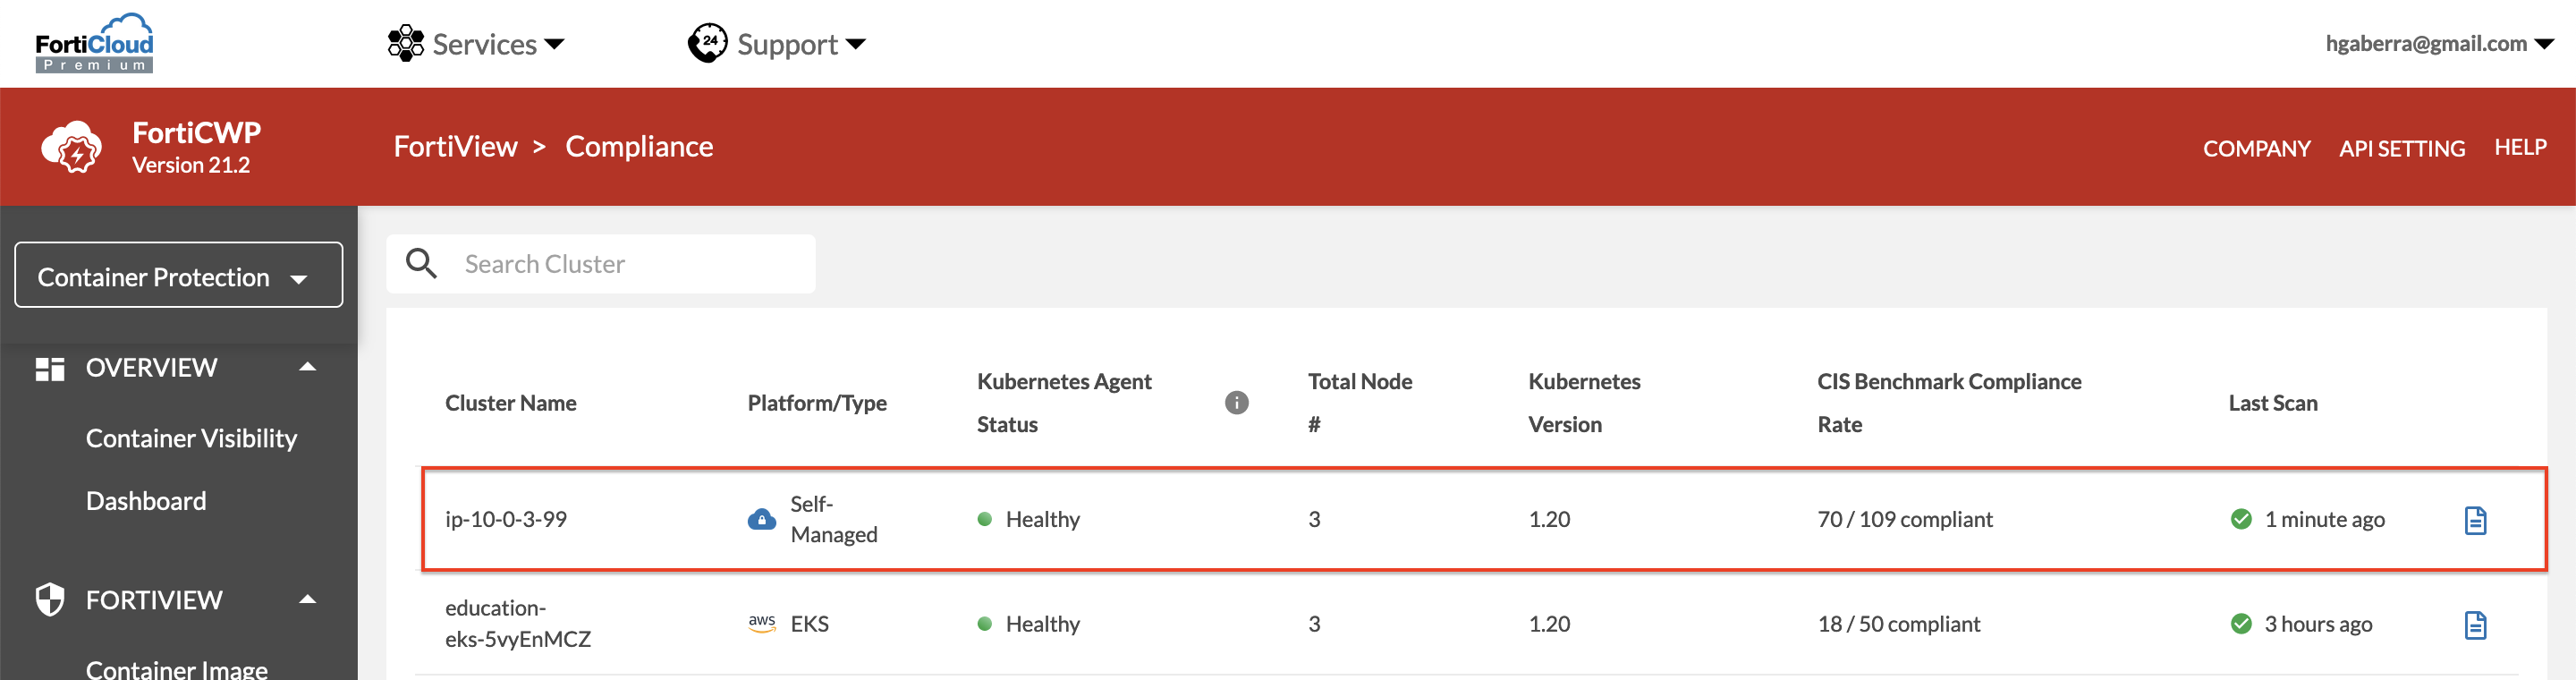 FortiCloud
Premium
Services
24
Support
hgaberra@gmail.com
FortiCWP
Version 21.2
FortiView > Compliance
COMPANY
API SETTING
HELP
Container Protection
Search Cluster
OVERVIEW
Container Visibility
Dashboard
FORTIVIEW
Container Image
Cluster Name
Platform/Type
Kubernetes Agent
Status
i
Total Node
#
Kubernetes
Version
CIS Benchmark Compliance
Rate
Last Scan
ip-10-0-3-99
Self-
Managed
Healthy
3
1.20
70 / 109 compliant
1 minute ago
education-
eks-5vyEnMCZ
aws
EKS
Healthy
3
1.20
18 / 50 compliant
3 hours ago